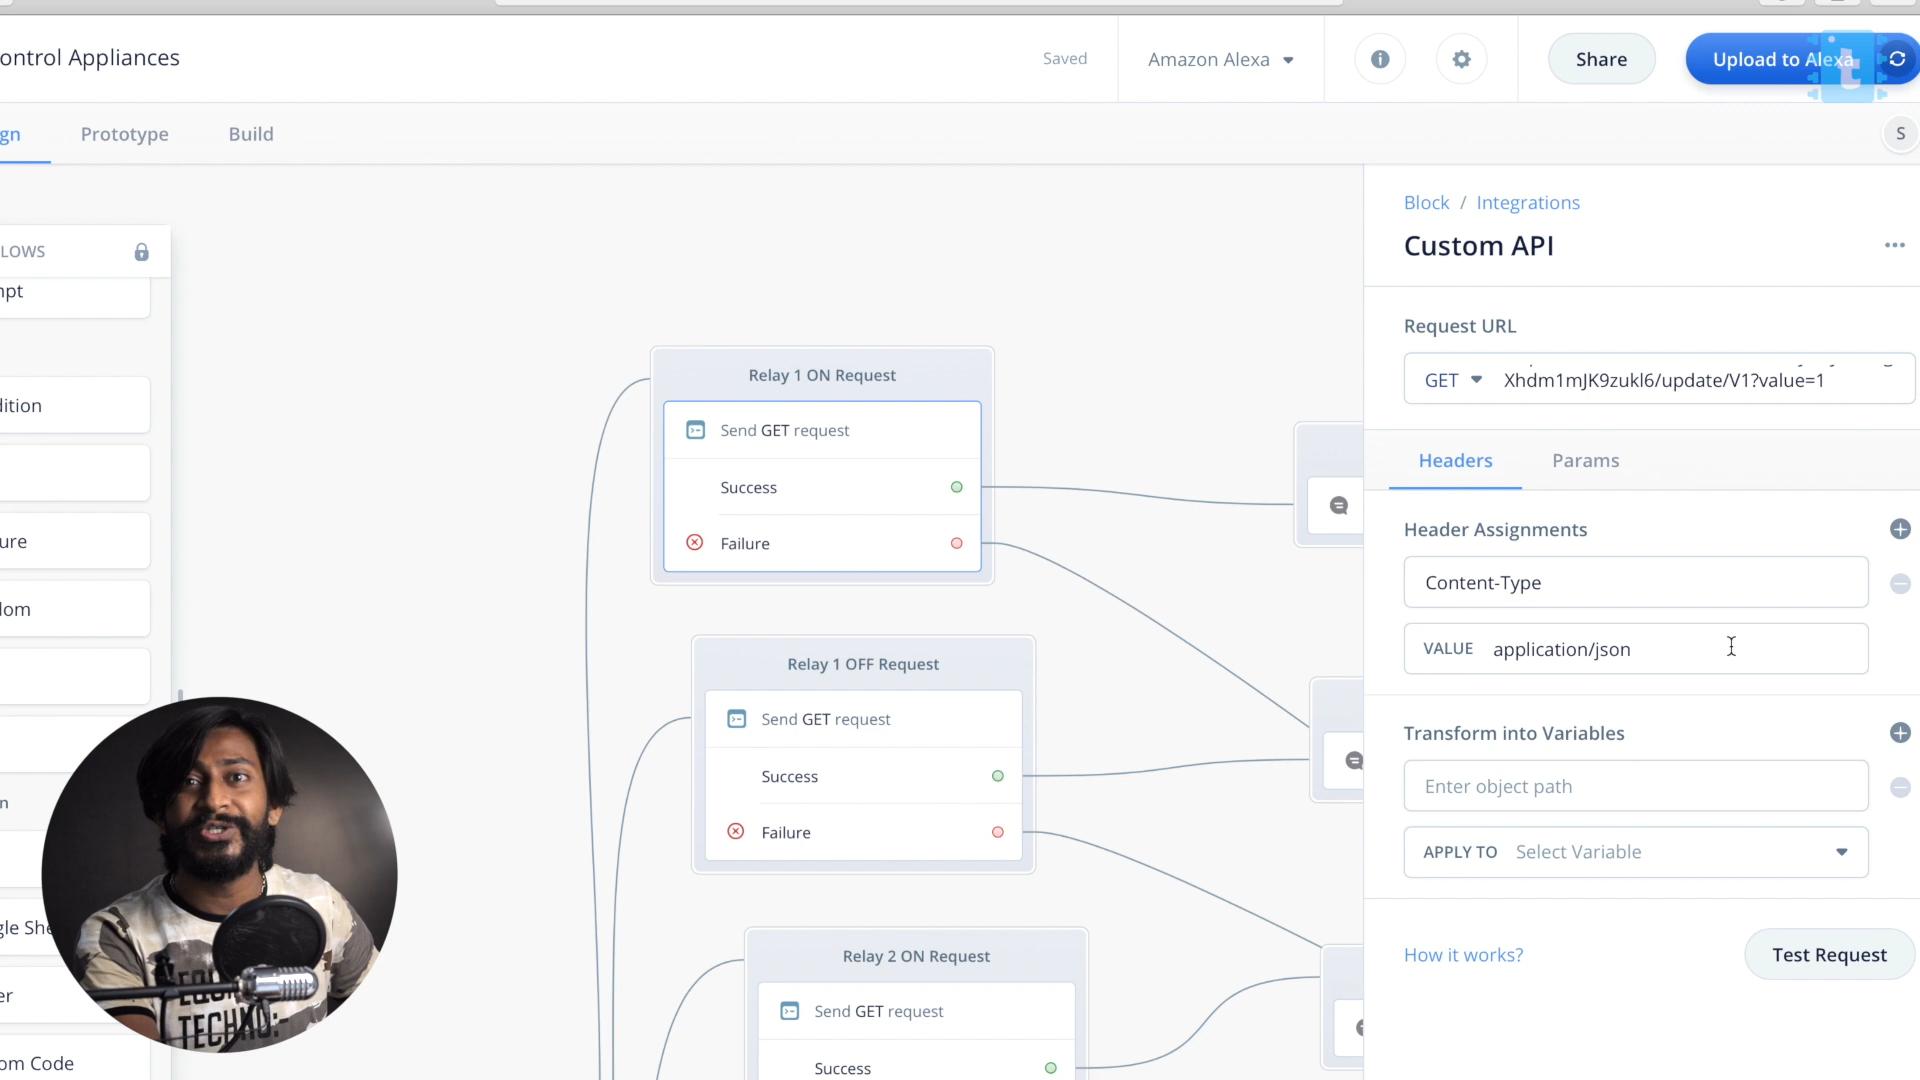 ontrol Appliances
Saved
Amazon Alexa
Share
Upload to Alexa
t
gn
Prototype
Build
S
LOWS
npt
lition
ure
lom
n
gle She
er
om Code
Relay 1 ON Request
Send GET request
Success
Failure
Relay 1 OFF Request
Send GET request
Success
Failure
Relay 2 ON Request
Send GET request
Success
Block / Integrations
Custom API
Request URL
GET
Xhdm1mJK9zukl6/update/V1?value=1
Headers
Params
Header Assignments
Content-Type
VALUE application/json
Transform into Variables
Enter object path
APPLY TO Select Variable
How it works?
Test Request